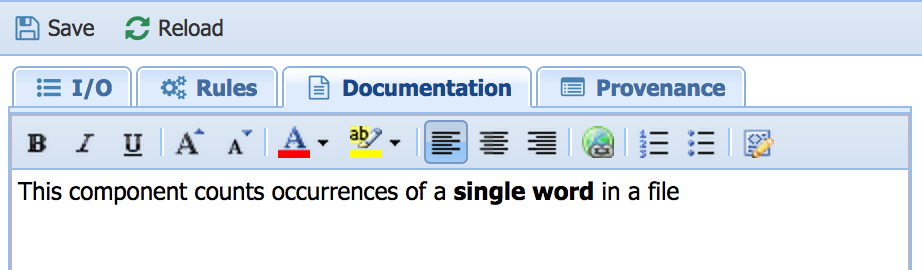 Save Reload
I/O Rules Documentation Provenance
B I U A A A ab
This component counts occurrences of a single word in a file